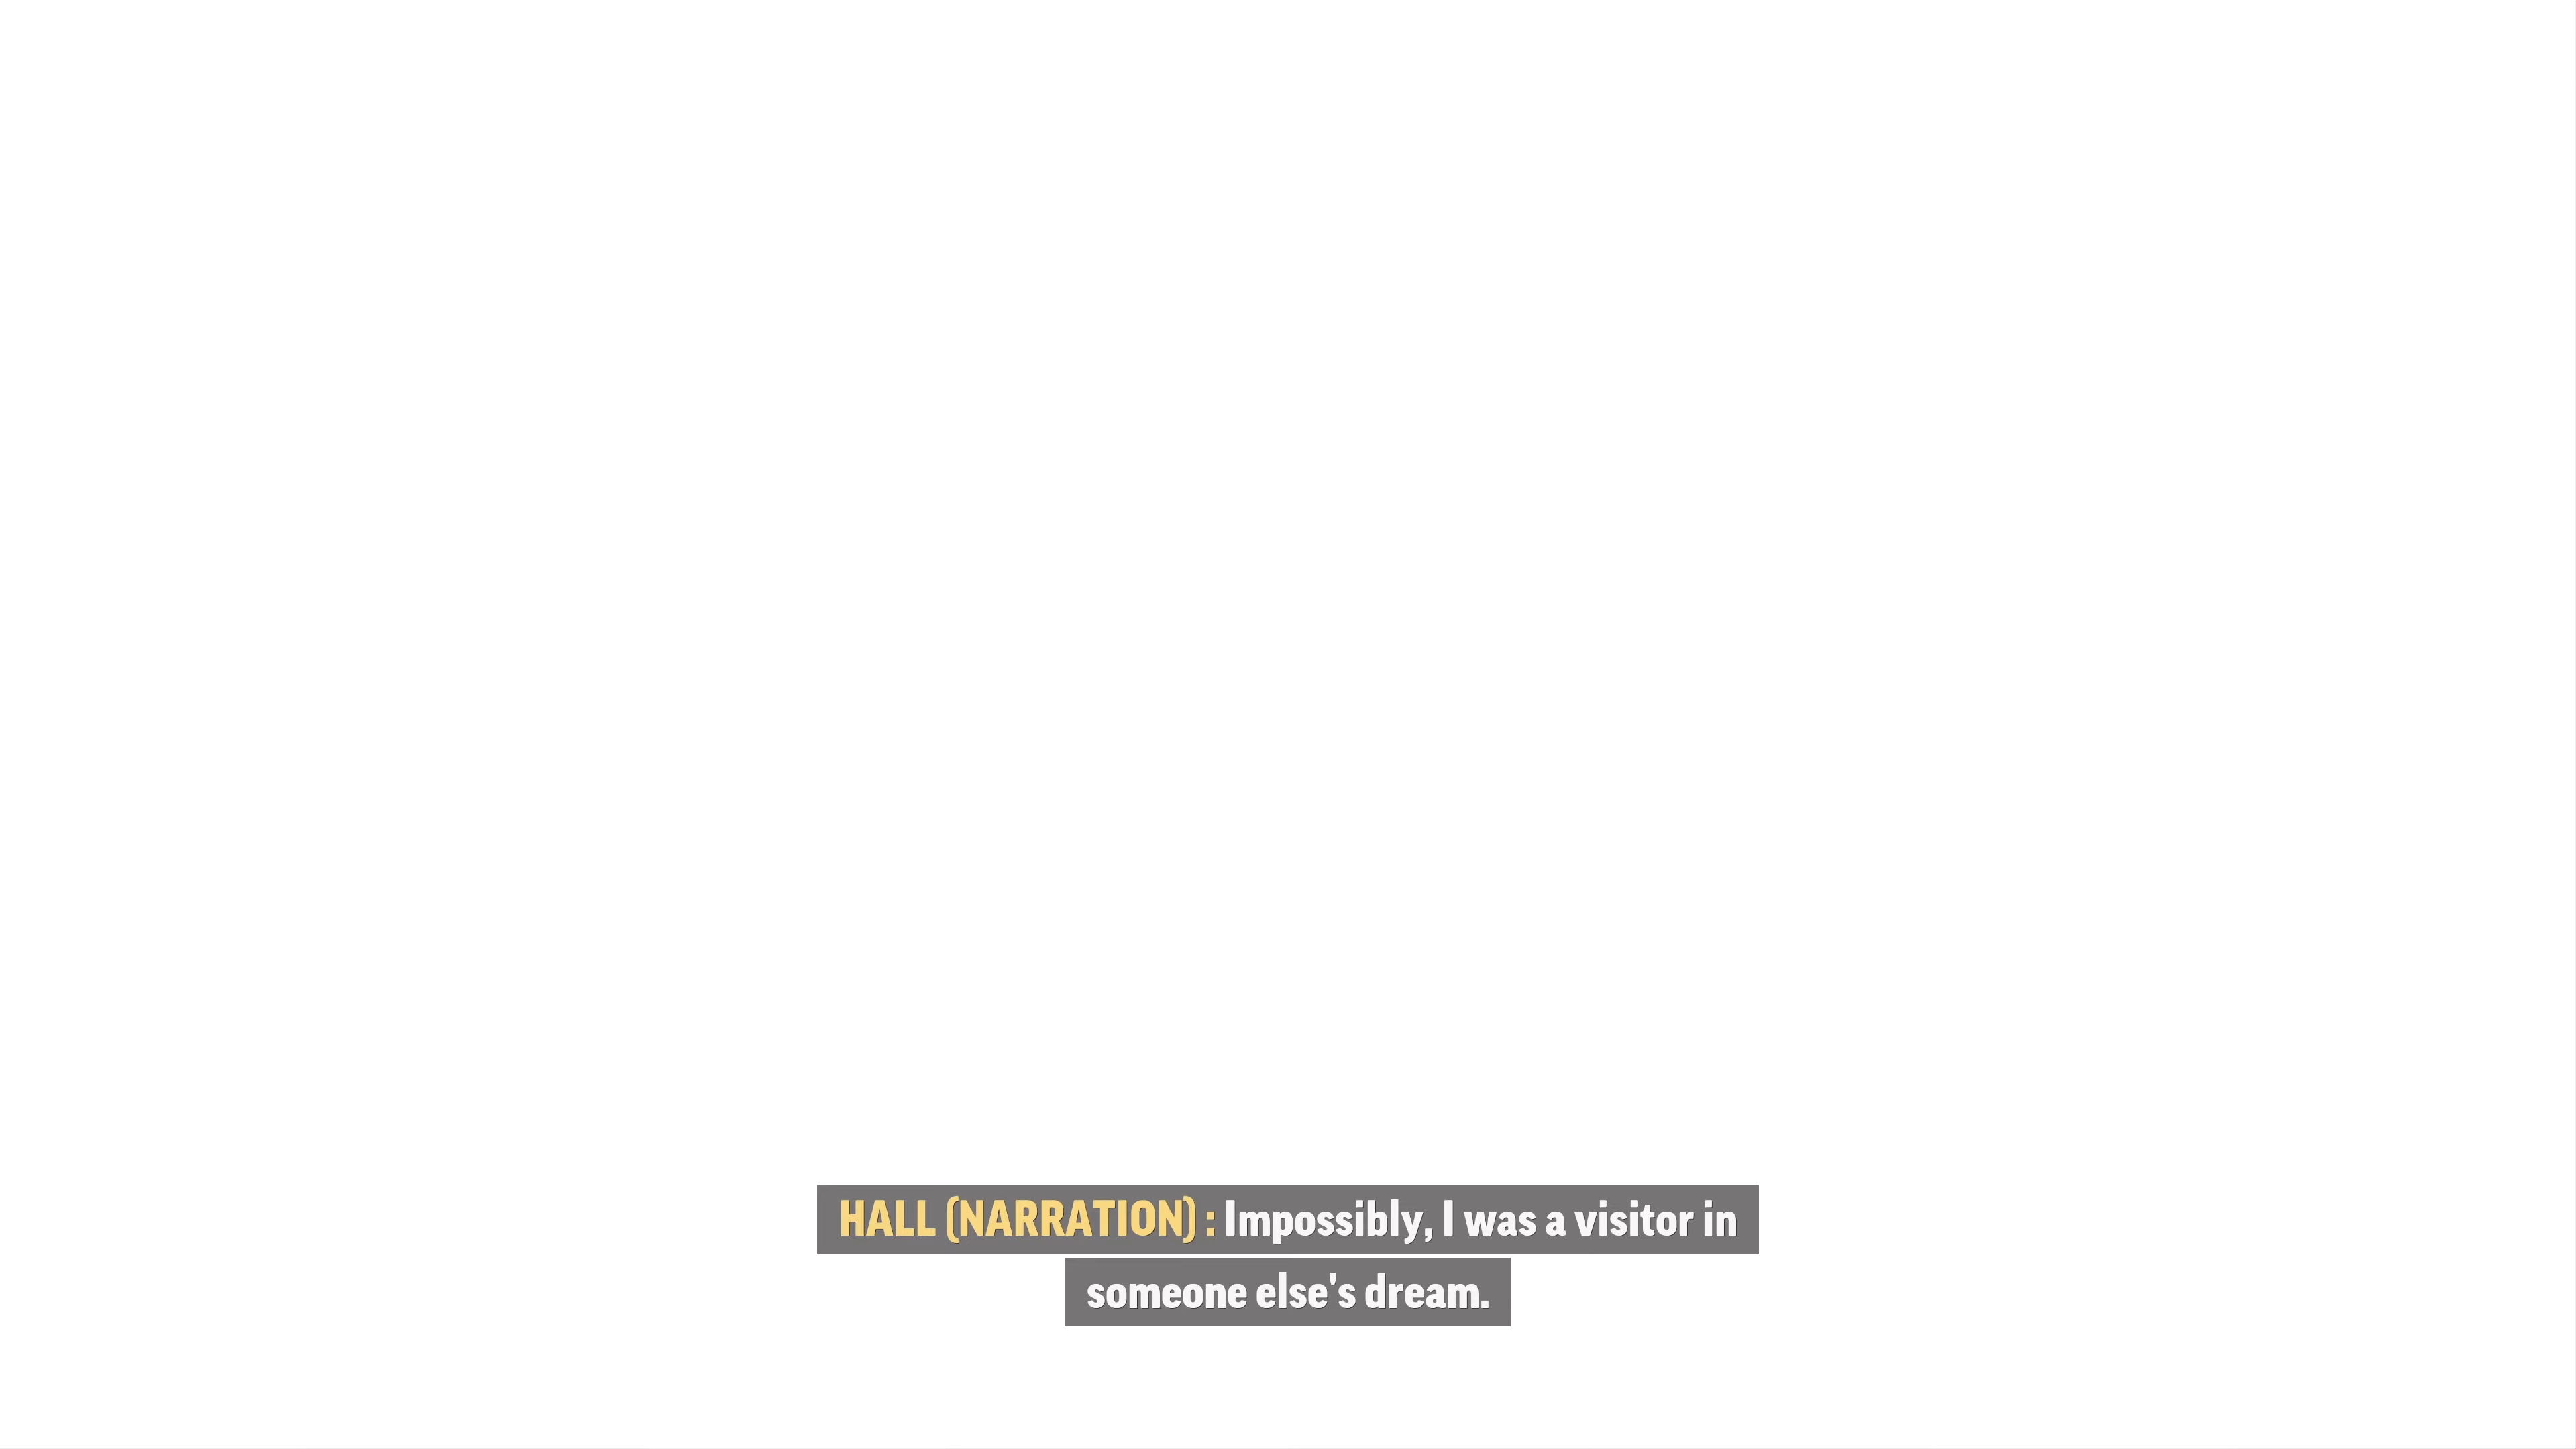 HALL (NARRATION) : Impossibly, I was a visitor in
someone else's dream.